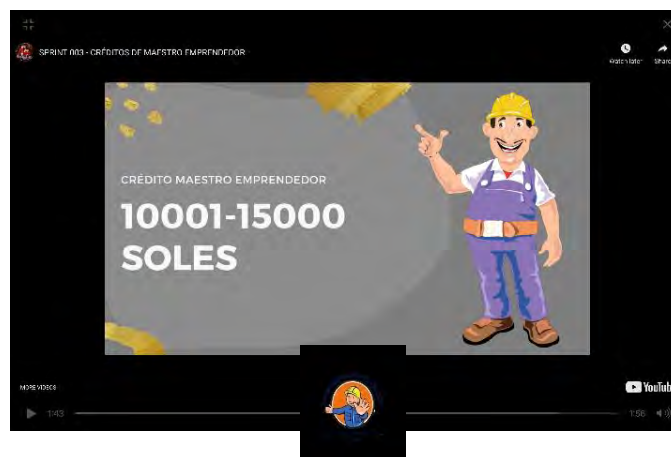 SPRINT 003 - CRÉDITOS DE MAESTRO EMPRENDEDOR
Watch later
Share
CRÉDITO MAESTRO EMPRENDEDOR
10001-15000
SOLES
MORE VIDEOS
YouTub
1:43
1:56